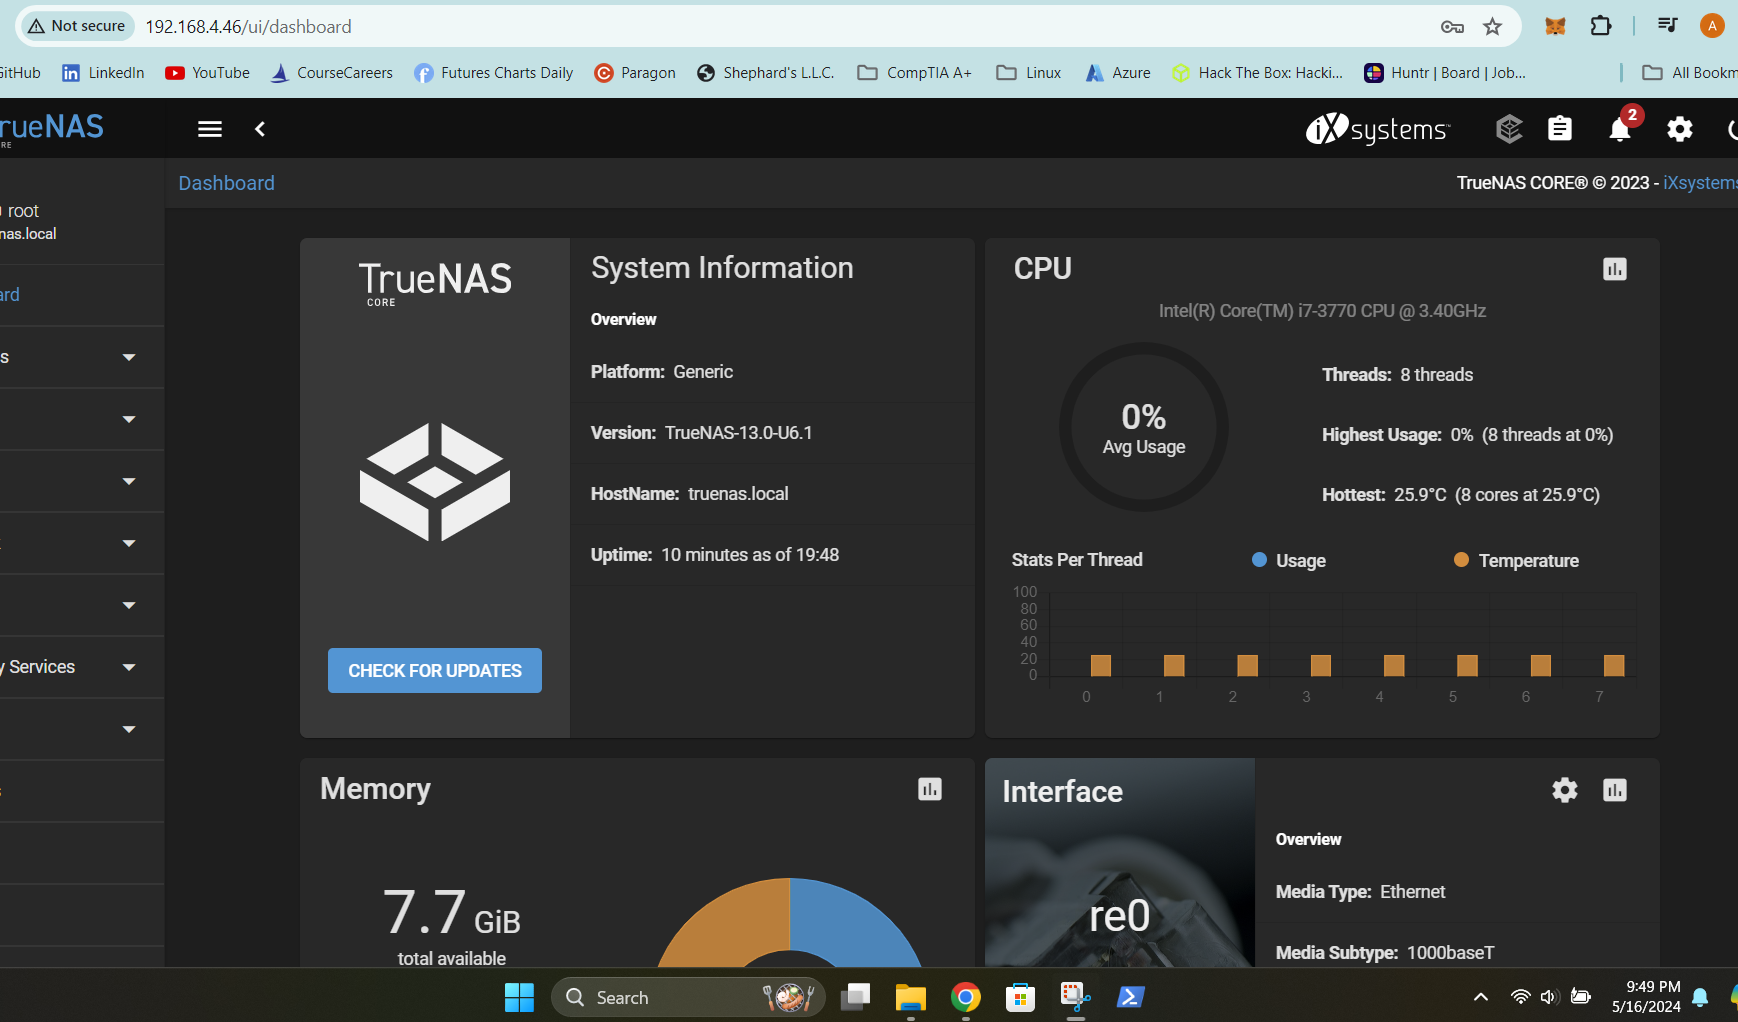 Not secure 192.168.4.46/ui/dashboard A
GitHub LinkedIn YouTube CourseCareers Futures Charts Daily Paragon Shephard's L.L.C. CompTIA A+ Linux Azure Hack The Box: Hacki... Huntr | Board | Job... All Bookm
TrueNAS
CORE
iXsystems 2
Dashboard
TrueNAS CORE® © 2023 - iXsystems
root
nas.local
ard
s
y Services
s
TrueNAS
CORE
CHECK FOR UPDATES
System Information
Overview
Platform: Generic
Version: TrueNAS-13.0-U6.1
HostName: truenas.local
Uptime: 10 minutes as of 19:48
CPU
Intel(R) Core(TM) i7-3770 CPU @ 3.40GHz
0%
Avg Usage
Threads: 8 threads
Highest Usage: 0% (8 threads at 0%)
Hottest: 25.9°C (8 cores at 25.9°C)
Stats Per Thread Usage Temperature
100
80
60
40
20
0
0 1 2 3 4 5 6 7
Memory
7.7 GiB
total available
Interface
re0
Overview
Media Type: Ethernet
Media Subtype: 1000baseT
Search
9:49 PM
5/16/2024